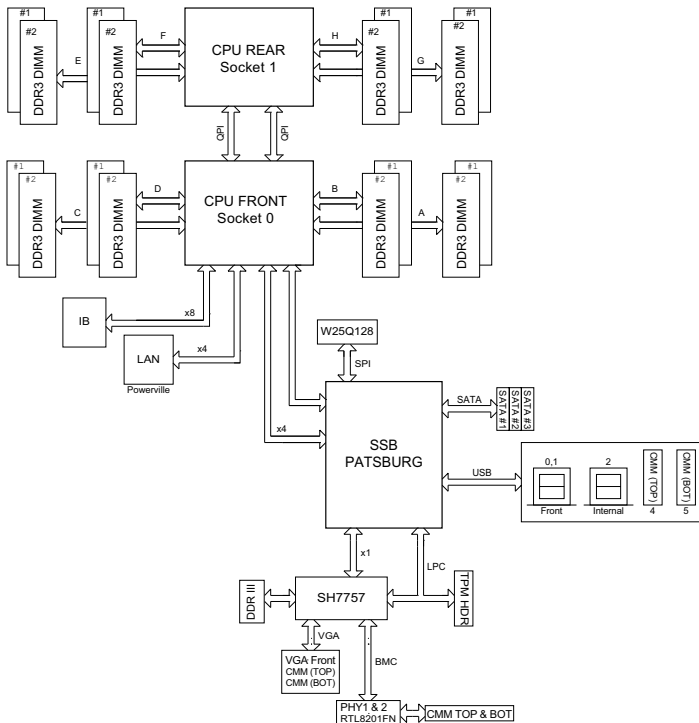 #1
#2
DDR3 DIMM
E
#1
#2
DDR3 DIMM
F
CPU REAR
Socket 1
H
#1
#2
DDR3 DIMM
G
#1
#2
DDR3 DIMM
QPI
QPI
#1
#2
DDR3 DIMM
C
#1
#2
DDR3 DIMM
D
CPU FRONT
Socket 0
B
#1
#2
DDR3 DIMM
A
#1
#2
DDR3 DIMM
IB
x8
LAN
x4
Powerville
W25Q128
SPI
x4
SSB
PATSBURG
SATA
SATA #1
SATA #2
SATA #3
USB
0,1
Front
2
Internal
CMM (TOP)
4
CMM (BOT)
5
x1
LPC
DDR III
SH7757
TPM HDR
VGA
BMC
VGA Front
CMM (TOP)
CMM (BOT)
PHY1 & 2
RTL8201FN
CMM TOP & BOT